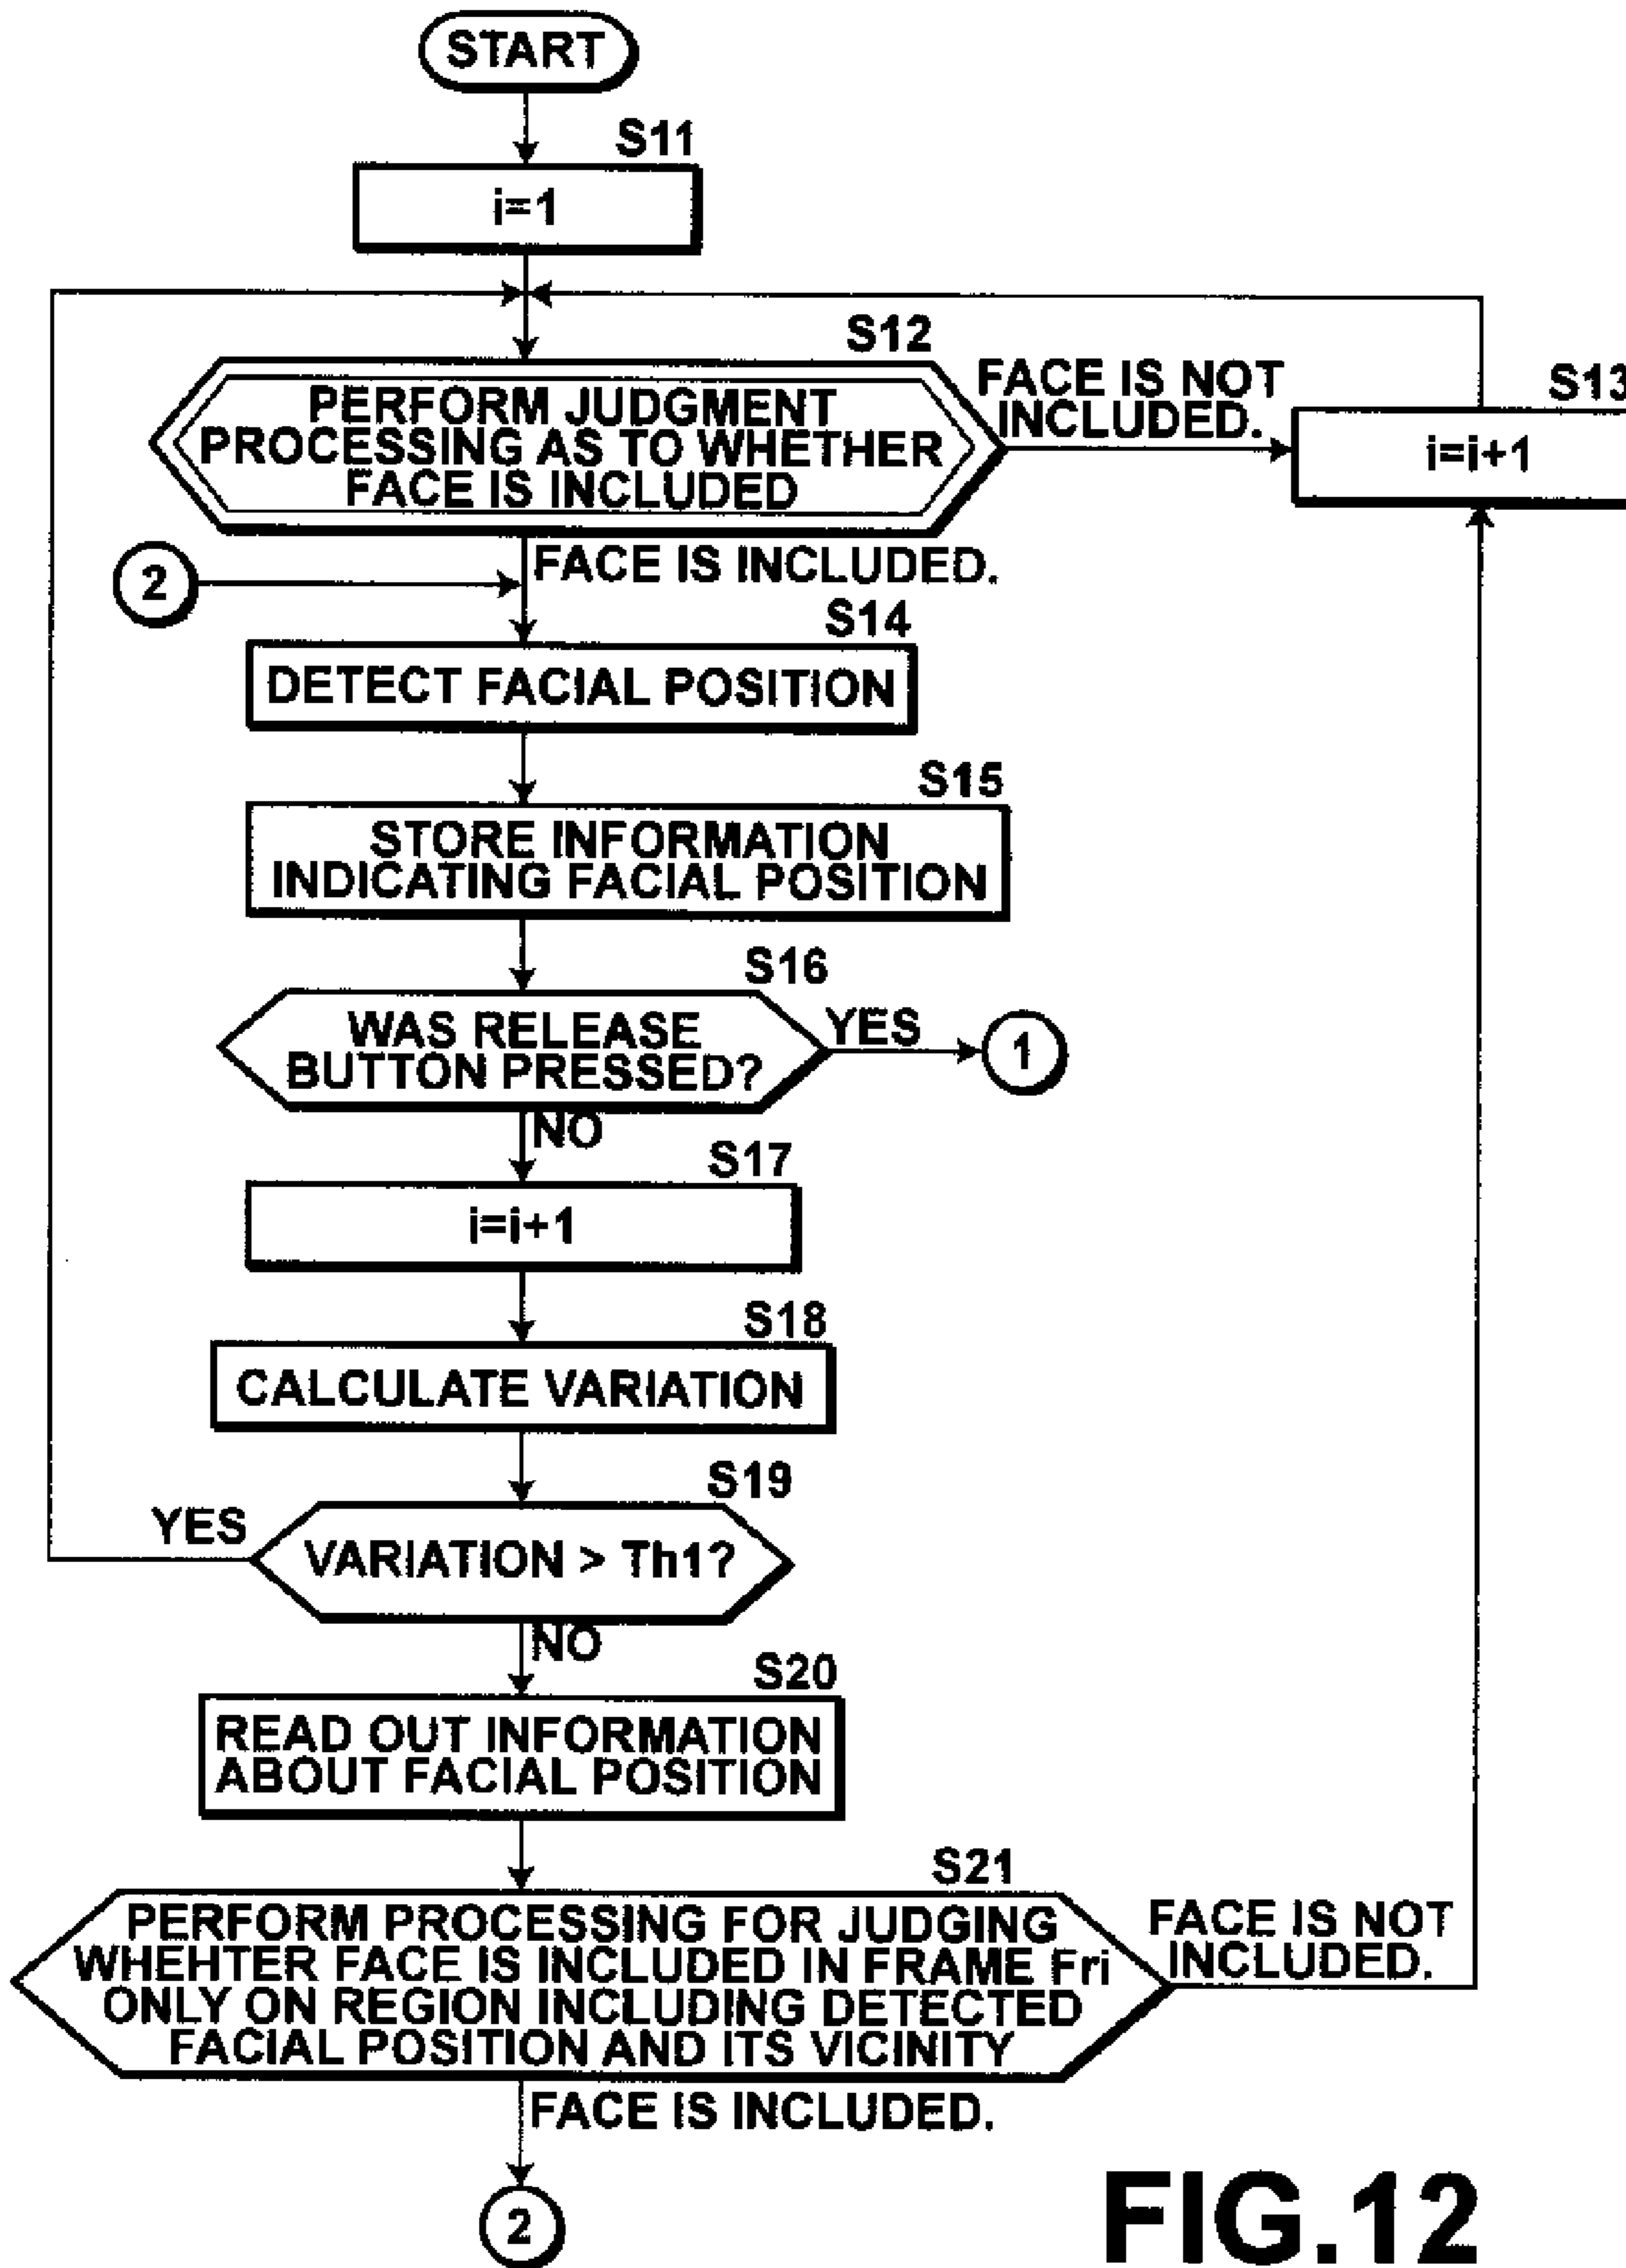 START
S11
i=1
S12
PERFORM JUDGMENT
PROCESSING AS TO WHETHER
FACE IS INCLUDED
FACE IS NOT
INCLUDED.
S13
i=i+1
FACE IS INCLUDED.
2
S14
DETECT FACIAL POSITION
S15
STORE INFORMATION
INDICATING FACIAL POSITION
S16
WAS RELEASE
BUTTON PRESSED?
YES
1
NO
S17
i=i+1
S18
CALCULATE VARIATION
S19
YES
VARIATION > Th1?
NO
S20
READ OUT INFORMATION
ABOUT FACIAL POSITION
S21
PERFORM PROCESSING FOR JUDGING
WHEHTER FACE IS INCLUDED IN FRAME Fri
ONLY ON REGION INCLUDING DETECTED
FACIAL POSITION AND ITS VICINITY
FACE IS NOT
INCLUDED.
FACE IS INCLUDED.
2
FIG.12